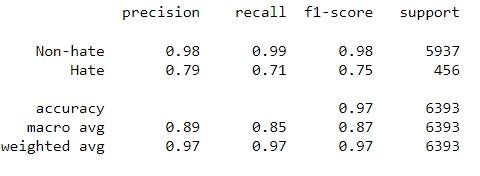 precision recall f1-score support
Non-hate 0.98 0.99 0.98 5937
Hate 0.79 0.71 0.75 456
accuracy 0.97 6393
macro avg 0.89 0.85 0.87 6393
weighted avg 0.97 0.97 0.97 6393